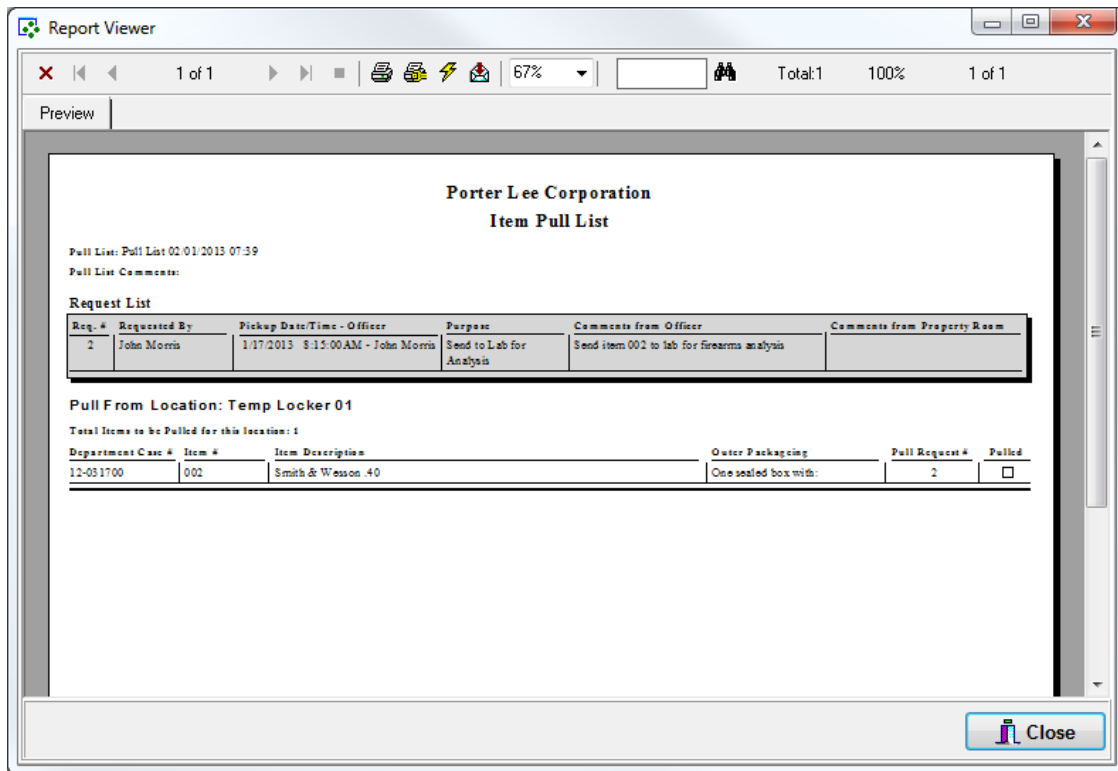 Report Viewer
1 of 1 67% Total:1 100% 1 of 1
Preview
Porter Lee Corporation
Item Pull List
Pull List: Pull List 02/01/2013 07:39
Pull List Comments:
Request List
Req. # Requested By Pickup Date/Time - Officer Purpose Comments from Officer Comments from Property Room
2 John Morris 1/17/2013 8:15:00AM - John Morris Send to Lab for Send item 002 to lab for firearms analysis
Analysis
Pull From Location: Temp Locker 01
Total Items to be Pulled for this location: 1
Department Case # Item # Item Description Outer Packageing Pull Request # Pulled
12-031700 002 Smith & Wesson .40 One sealed box with: 2
Close